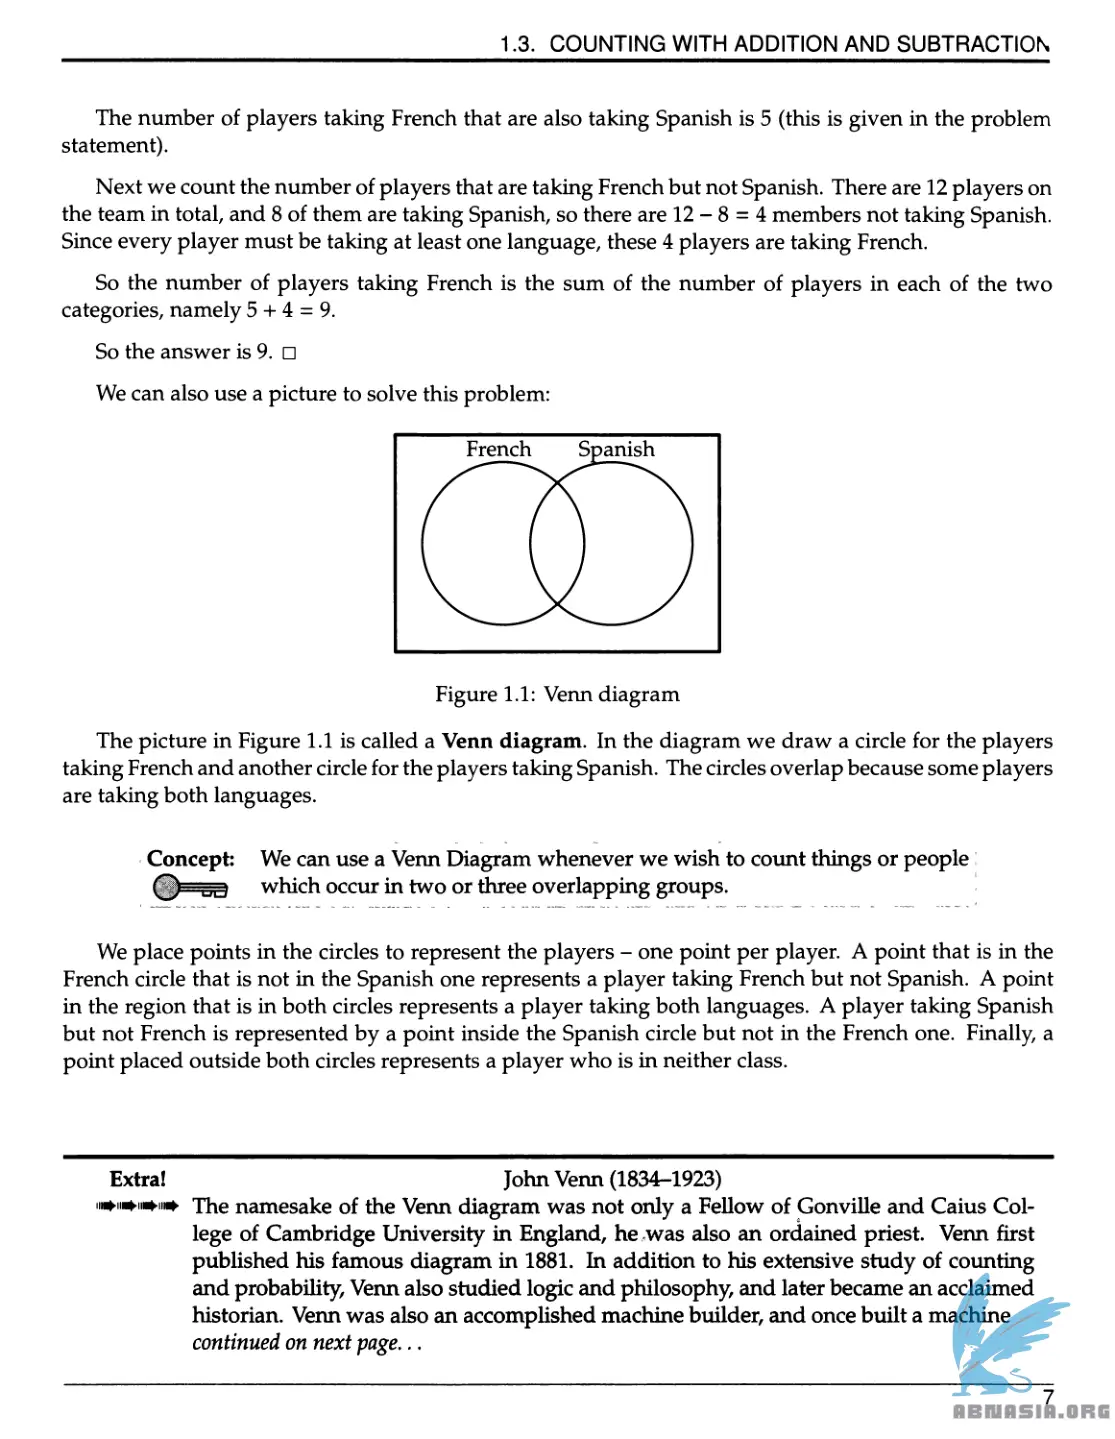 1.3. COUNTING WITH ADDITION AND SUBTRACTION
The number of players taking French that are also taking Spanish is 5 (this is given in the problem
statement).
Next we count the number of players that are taking French but not Spanish. There are 12 players on
the team in total, and 8 of them are taking Spanish, so there are 12 – 8 = 4 members not taking Spanish.
Since every player must be taking at least one language, these 4 players are taking French.
So the number of players taking French is the sum of the number of players in each of the two
categories, namely 5 + 4 = 9.
So the answer is 9. □
We can also use a picture to solve this problem:
French Spanish
Figure 1.1: Venn diagram
The picture in Figure 1.1 is called a Venn diagram. In the diagram we draw a circle for the players
taking French and another circle for the players taking Spanish. The circles overlap because some players
are taking both languages.
Concept: We can use a Venn Diagram whenever we wish to count things or people
which occur in two or three overlapping groups.
We place points in the circles to represent the players – one point per player. A point that is in the
French circle that is not in the Spanish one represents a player taking French but not Spanish. A point
in the region that is in both circles represents a player taking both languages. A player taking Spanish
but not French is represented by a point inside the Spanish circle but not in the French one. Finally, a
point placed outside both circles represents a player who is in neither class.
Extra! John Venn (1834–1923)
The namesake of the Venn diagram was not only a Fellow of Gonville and Caius Col-
lege of Cambridge University in England, he was also an ordained priest. Venn first
published his famous diagram in 1881. In addition to his extensive study of counting
and probability, Venn also studied logic and philosophy, and later became an acclaimed
historian. Venn was also an accomplished machine builder, and once built a machine
continued on next page. . .
7
ABNASIA.ORG